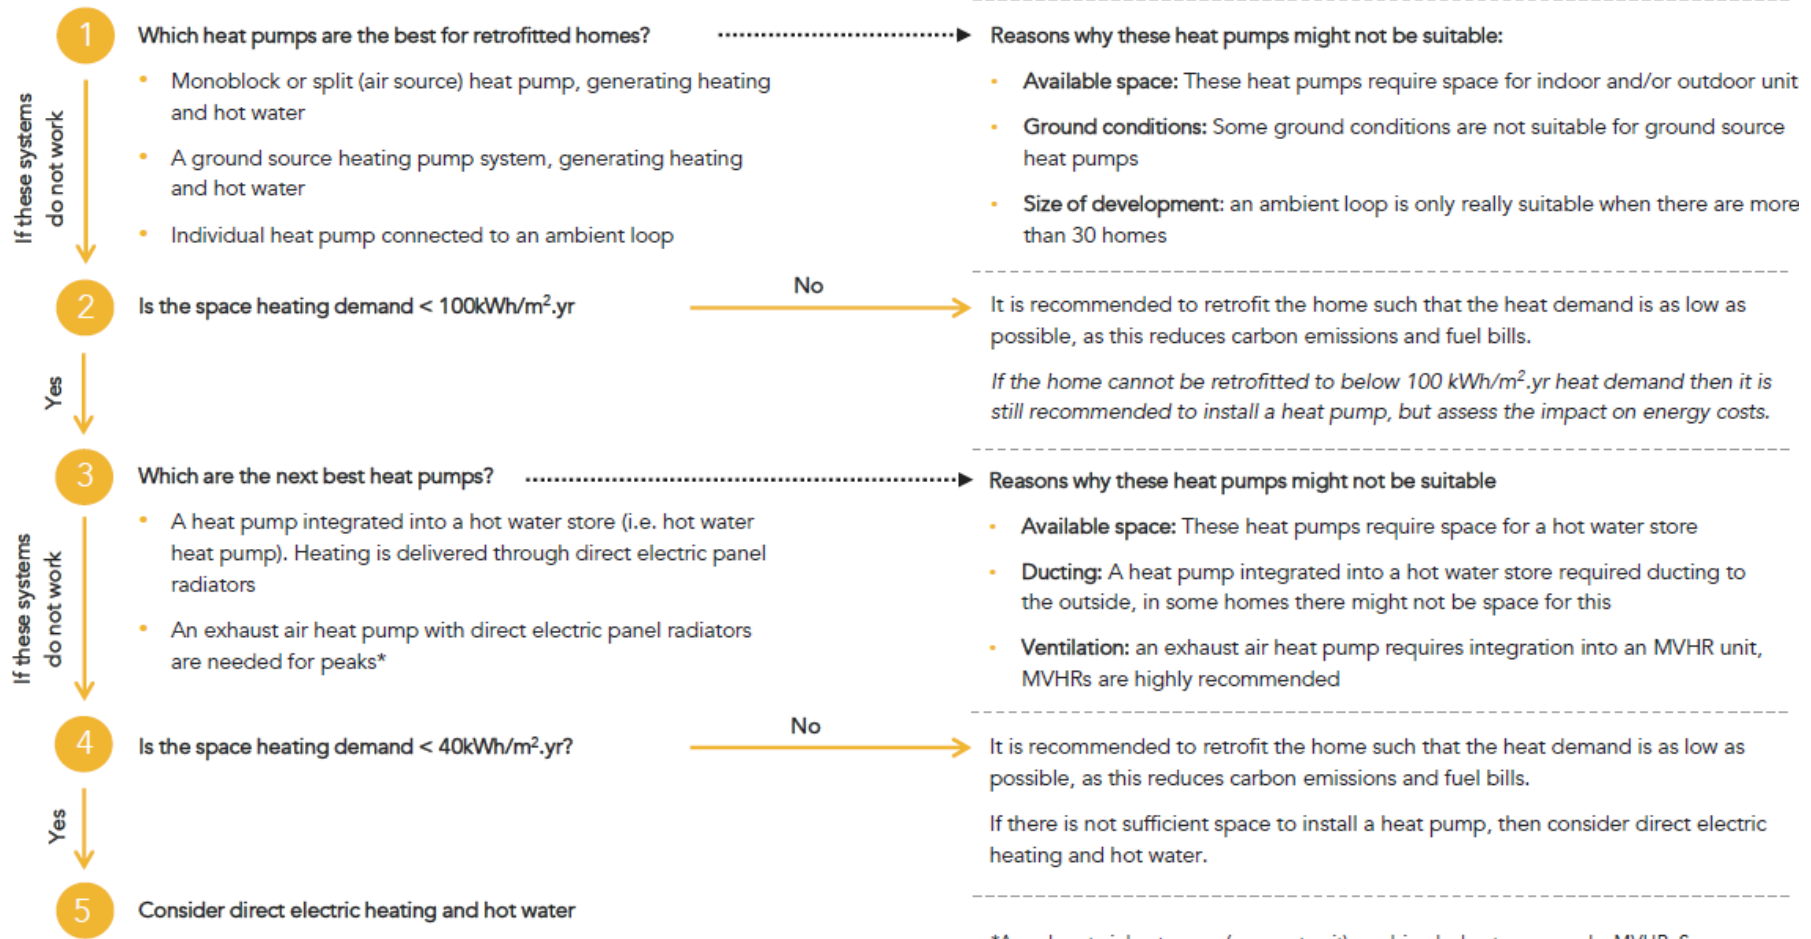 1
Which heat pumps are the best for retrofitted homes?
• Monoblock or split (air source) heat pump, generating heating
and hot water
• A ground source heating pump system, generating heating
and hot water
• Individual heat pump connected to an ambient loop
Reasons why these heat pumps might not be suitable:
• Available space: These heat pumps require space for indoor and/or outdoor unit
• Ground conditions: Some ground conditions are not suitable for ground source
heat pumps
• Size of development: an ambient loop is only really suitable when there are more
than 30 homes
If these systems
do not work
2
Is the space heating demand < 100kWh/m².yr
No
It is recommended to retrofit the home such that the heat demand is as low as
possible, as this reduces carbon emissions and fuel bills.
If the home cannot be retrofitted to below 100 kWh/m².yr heat demand then it is
still recommended to install a heat pump, but assess the impact on energy costs.
Yes
3
Which are the next best heat pumps?
• A heat pump integrated into a hot water store (i.e. hot water
heat pump). Heating is delivered through direct electric panel
radiators
• An exhaust air heat pump with direct electric panel radiators
are needed for peaks*
Reasons why these heat pumps might not be suitable
• Available space: These heat pumps require space for a hot water store
• Ducting: A heat pump integrated into a hot water store required ducting to
the outside, in some homes there might not be space for this
• Ventilation: an exhaust air heat pump requires integration into an MVHR unit,
MVHRs are highly recommended
If these systems
do not work
4
Is the space heating demand < 40kWh/m².yr?
No
It is recommended to retrofit the home such that the heat demand is as low as
possible, as this reduces carbon emissions and fuel bills.
If there is not sufficient space to install a heat pump, then consider direct electric
heating and hot water.
Yes
5
Consider direct electric heating and hot water